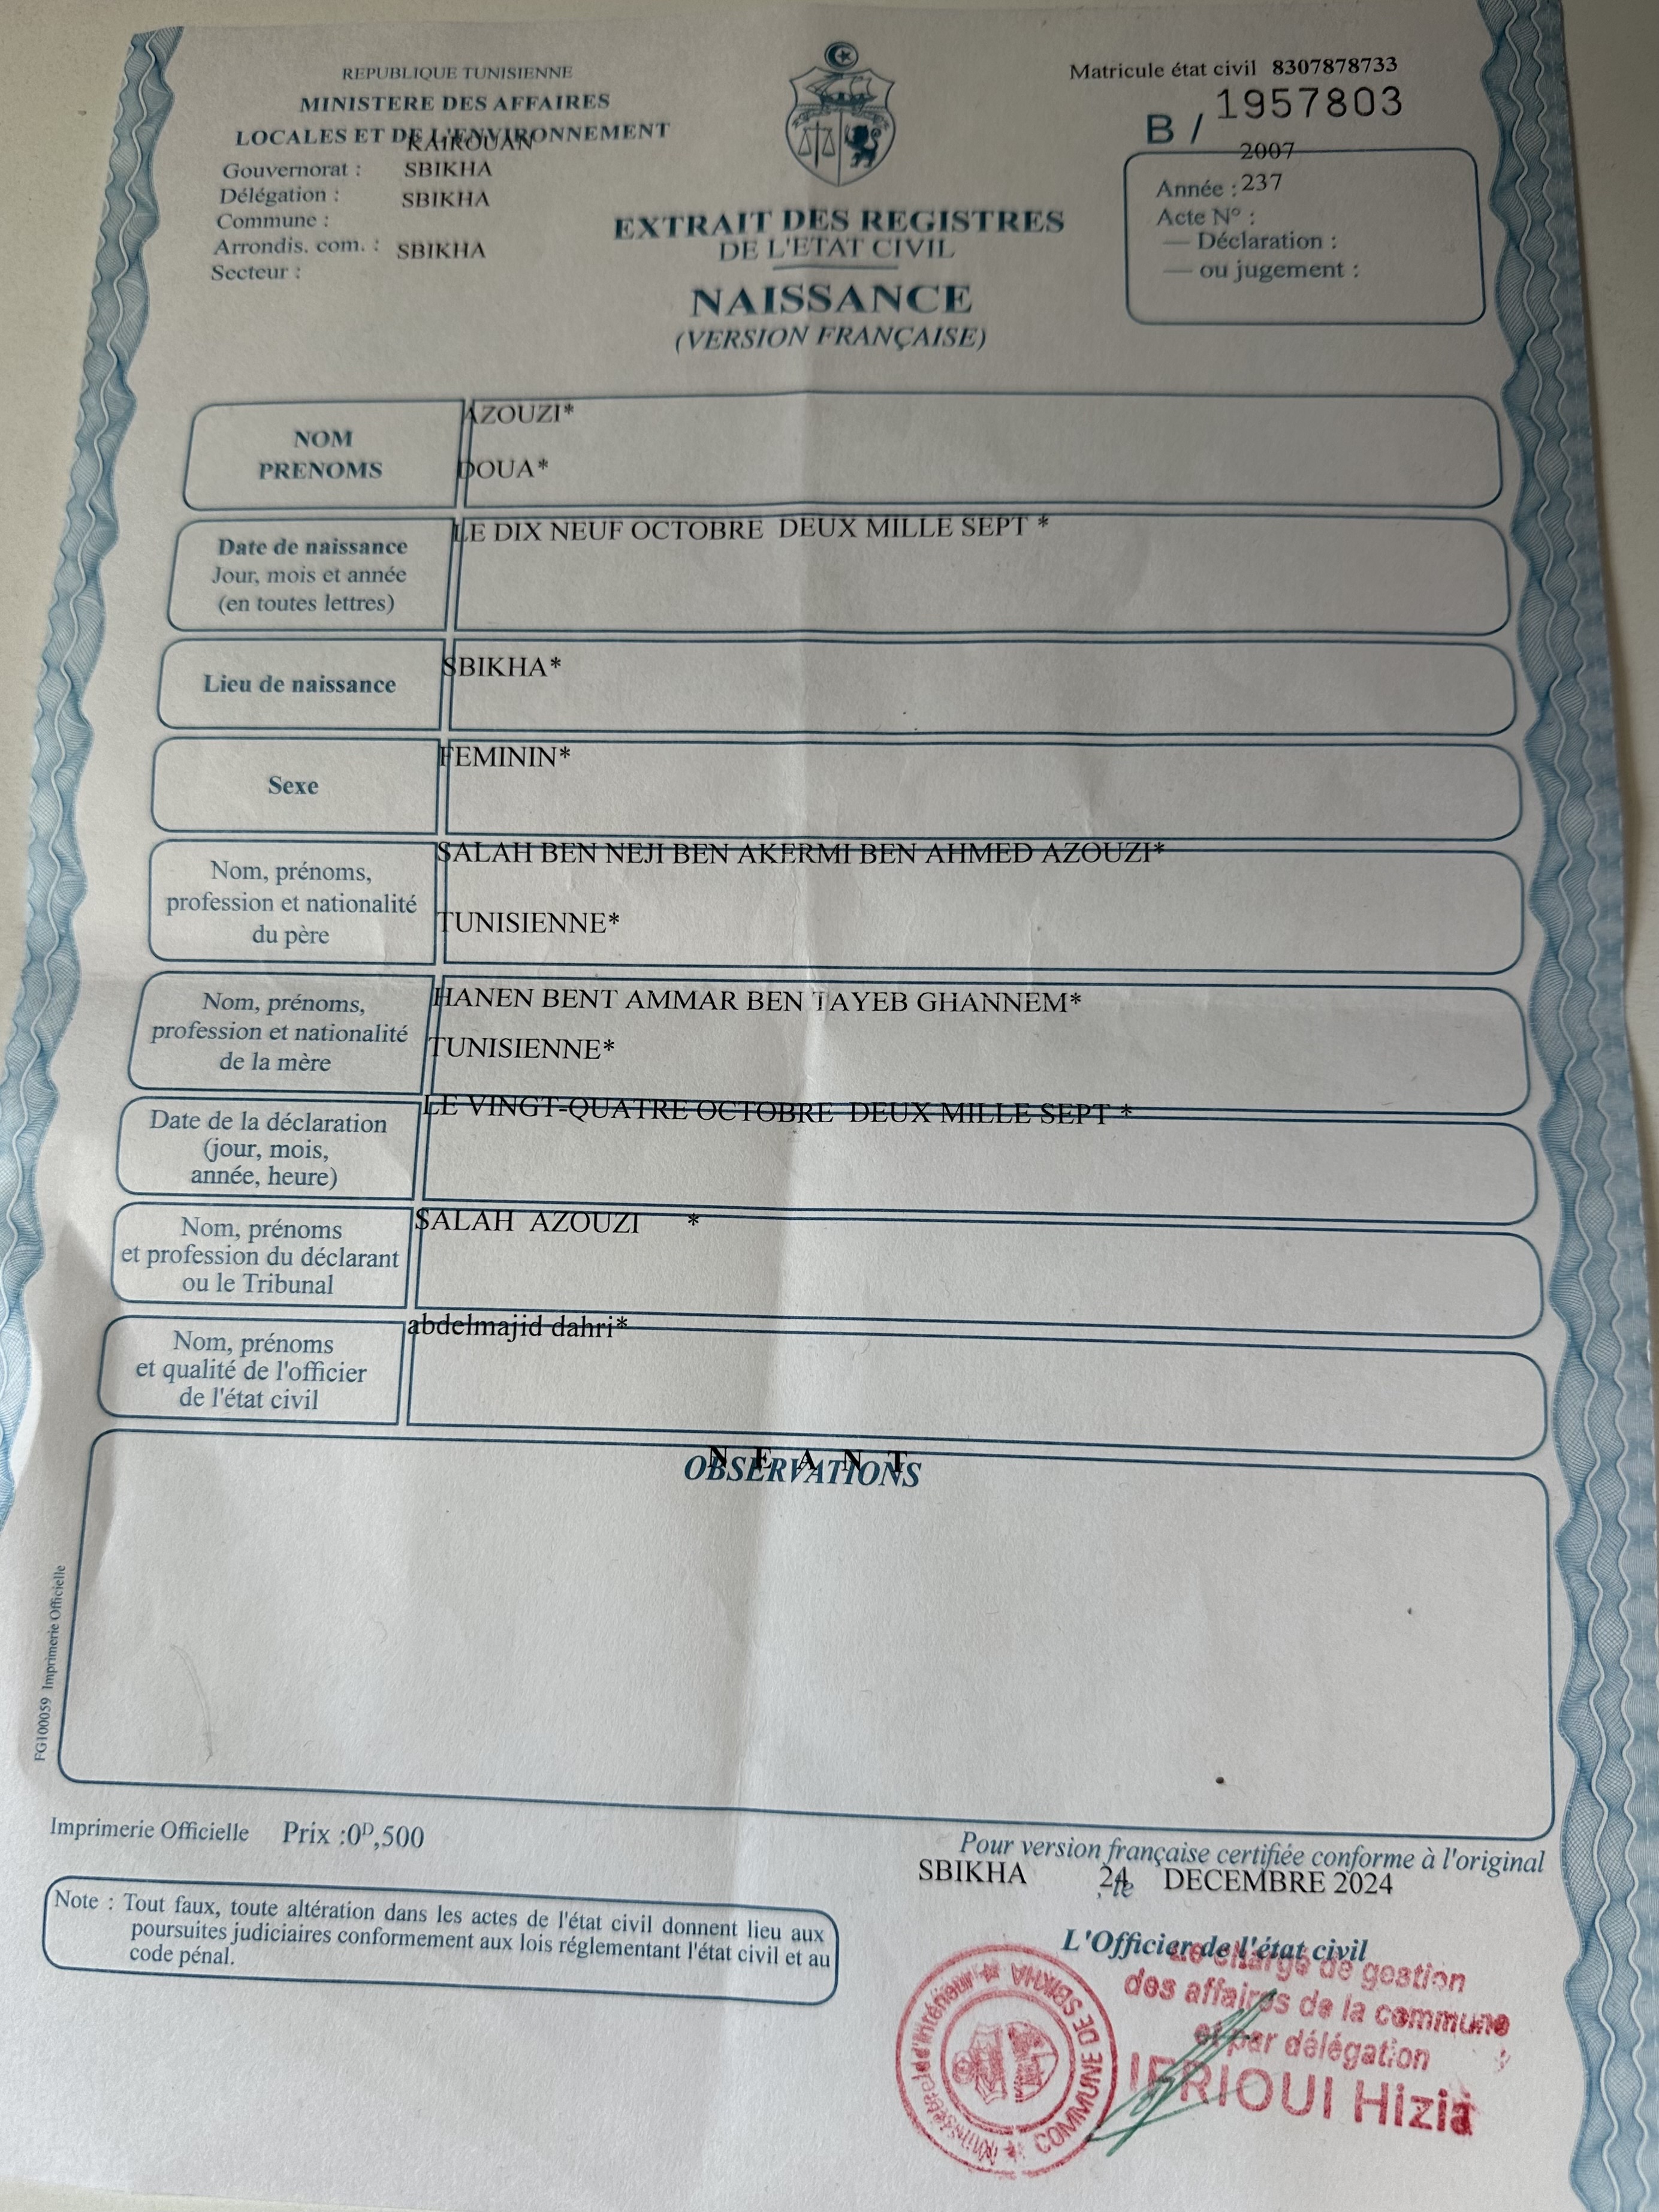 REPUBLIQUE TUNISIENNE
MINISTERE DES AFFAIRES
LOCALES ET DE L'ENVIRONNEMENT
KAIROUAN
Gouvernorat : SBIKHA
Délégation : SBIKHA
Commune :
Arrondis. com. : SBIKHA
Secteur :
EXTRAIT DES REGISTRES
DE L'ETAT CIVIL
NAISSANCE
(VERSION FRANÇAISE)
Matricule état civil 8307878733
B / 1957803
2007
Année : 237
Acte N° :
— Déclaration :
— ou jugement :
NOM
PRENOMS
AZOUZI*
DOUA*
Date de naissance
Jour, mois et année
(en toutes lettres)
LE DIX NEUF OCTOBRE DEUX MILLE SEPT *
Lieu de naissance
SBIKHA*
Sexe
FEMININ*
Nom, prénoms,
profession et nationalité
du père
SALAH BEN NEJI BEN AKERMI BEN AHMED AZOUZI*
TUNISIENNE*
Nom, prénoms,
profession et nationalité
de la mère
HANEN BENT AMMAR BEN TAYEB GHANNEM*
TUNISIENNE*
Date de la déclaration
(jour, mois,
année, heure)
LE VINGT-QUATRE OCTOBRE DEUX MILLE SEPT *
Nom, prénoms
et profession du déclarant
ou le Tribunal
SALAH AZOUZI *
Nom, prénoms
et qualité de l'officier
de l'état civil
abdelmajid dahri*
N E A N T
OBSERVATIONS
FG100059 Imprimerie Officielle
Imprimerie Officielle Prix :0ᴰ,500
Note : Tout faux, toute altération dans les actes de l'état civil donnent lieu aux
poursuites judiciaires conformement aux lois réglementant l'état civil et au
code pénal.
Pour version française certifiée conforme à l'original
SBIKHA , le 24 DECEMBRE 2024
L'Officier de l'état civil
Le chargé de gestion
des affaires de la commune
et par délégation
IFRIOUI Hizia
COMMUNE DE SBIKHA * Ministère de l'Intérieur *